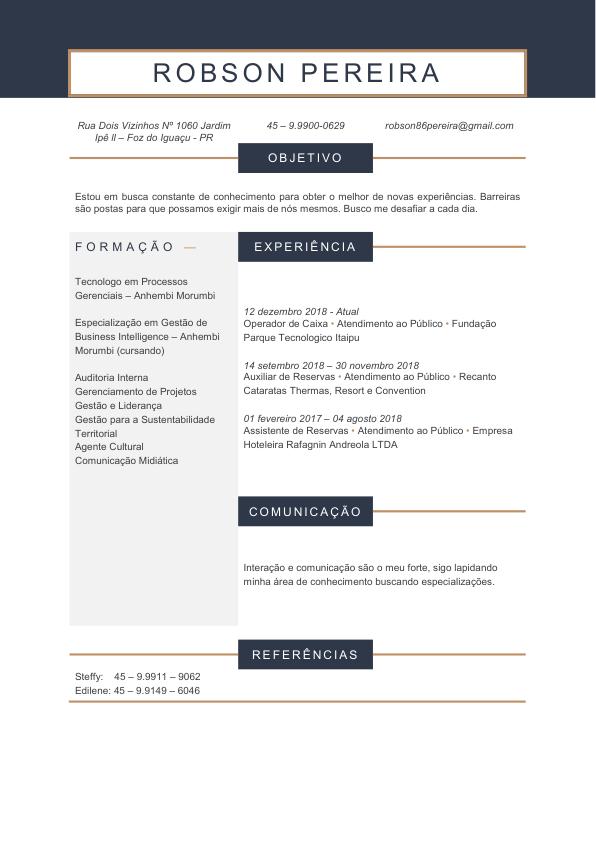 ROBSON PEREIRA
Rua Dois Vizinhos Nº 1060 Jardim
Ipê ll – Foz do Iguaçu - PR
45 – 9.9900-0629
robson86pereira@gmail.com
OBJETIVO
Estou em busca constante de conhecimento para obter o melhor de novas experiências. Barreiras
são postas para que possamos exigir mais de nós mesmos. Busco me desafiar a cada dia.
FORMAÇÃO —
Tecnologo em Processos
Gerenciais – Anhembi Morumbi
Especialização em Gestão de
Business Intelligence – Anhembi
Morumbi (cursando)
Auditoria Interna
Gerenciamento de Projetos
Gestão e Liderança
Gestão para a Sustentabilidade
Territorial
Agente Cultural
Comunicação Midiática
EXPERIÊNCIA
12 dezembro 2018 - Atual
Operador de Caixa • Atendimento ao Público • Fundação
Parque Tecnologico Itaipu
14 setembro 2018 – 30 novembro 2018
Auxiliar de Reservas • Atendimento ao Público • Recanto
Cataratas Thermas, Resort e Convention
01 fevereiro 2017 – 04 agosto 2018
Assistente de Reservas • Atendimento ao Público • Empresa
Hoteleira Rafagnin Andreola LTDA
COMUNICAÇÃO
Interação e comunicação são o meu forte, sigo lapidando
minha área de conhecimento buscando especializações.
REFERÊNCIAS
Steffy: 45 – 9.9911 – 9062
Edilene: 45 – 9.9149 – 6046